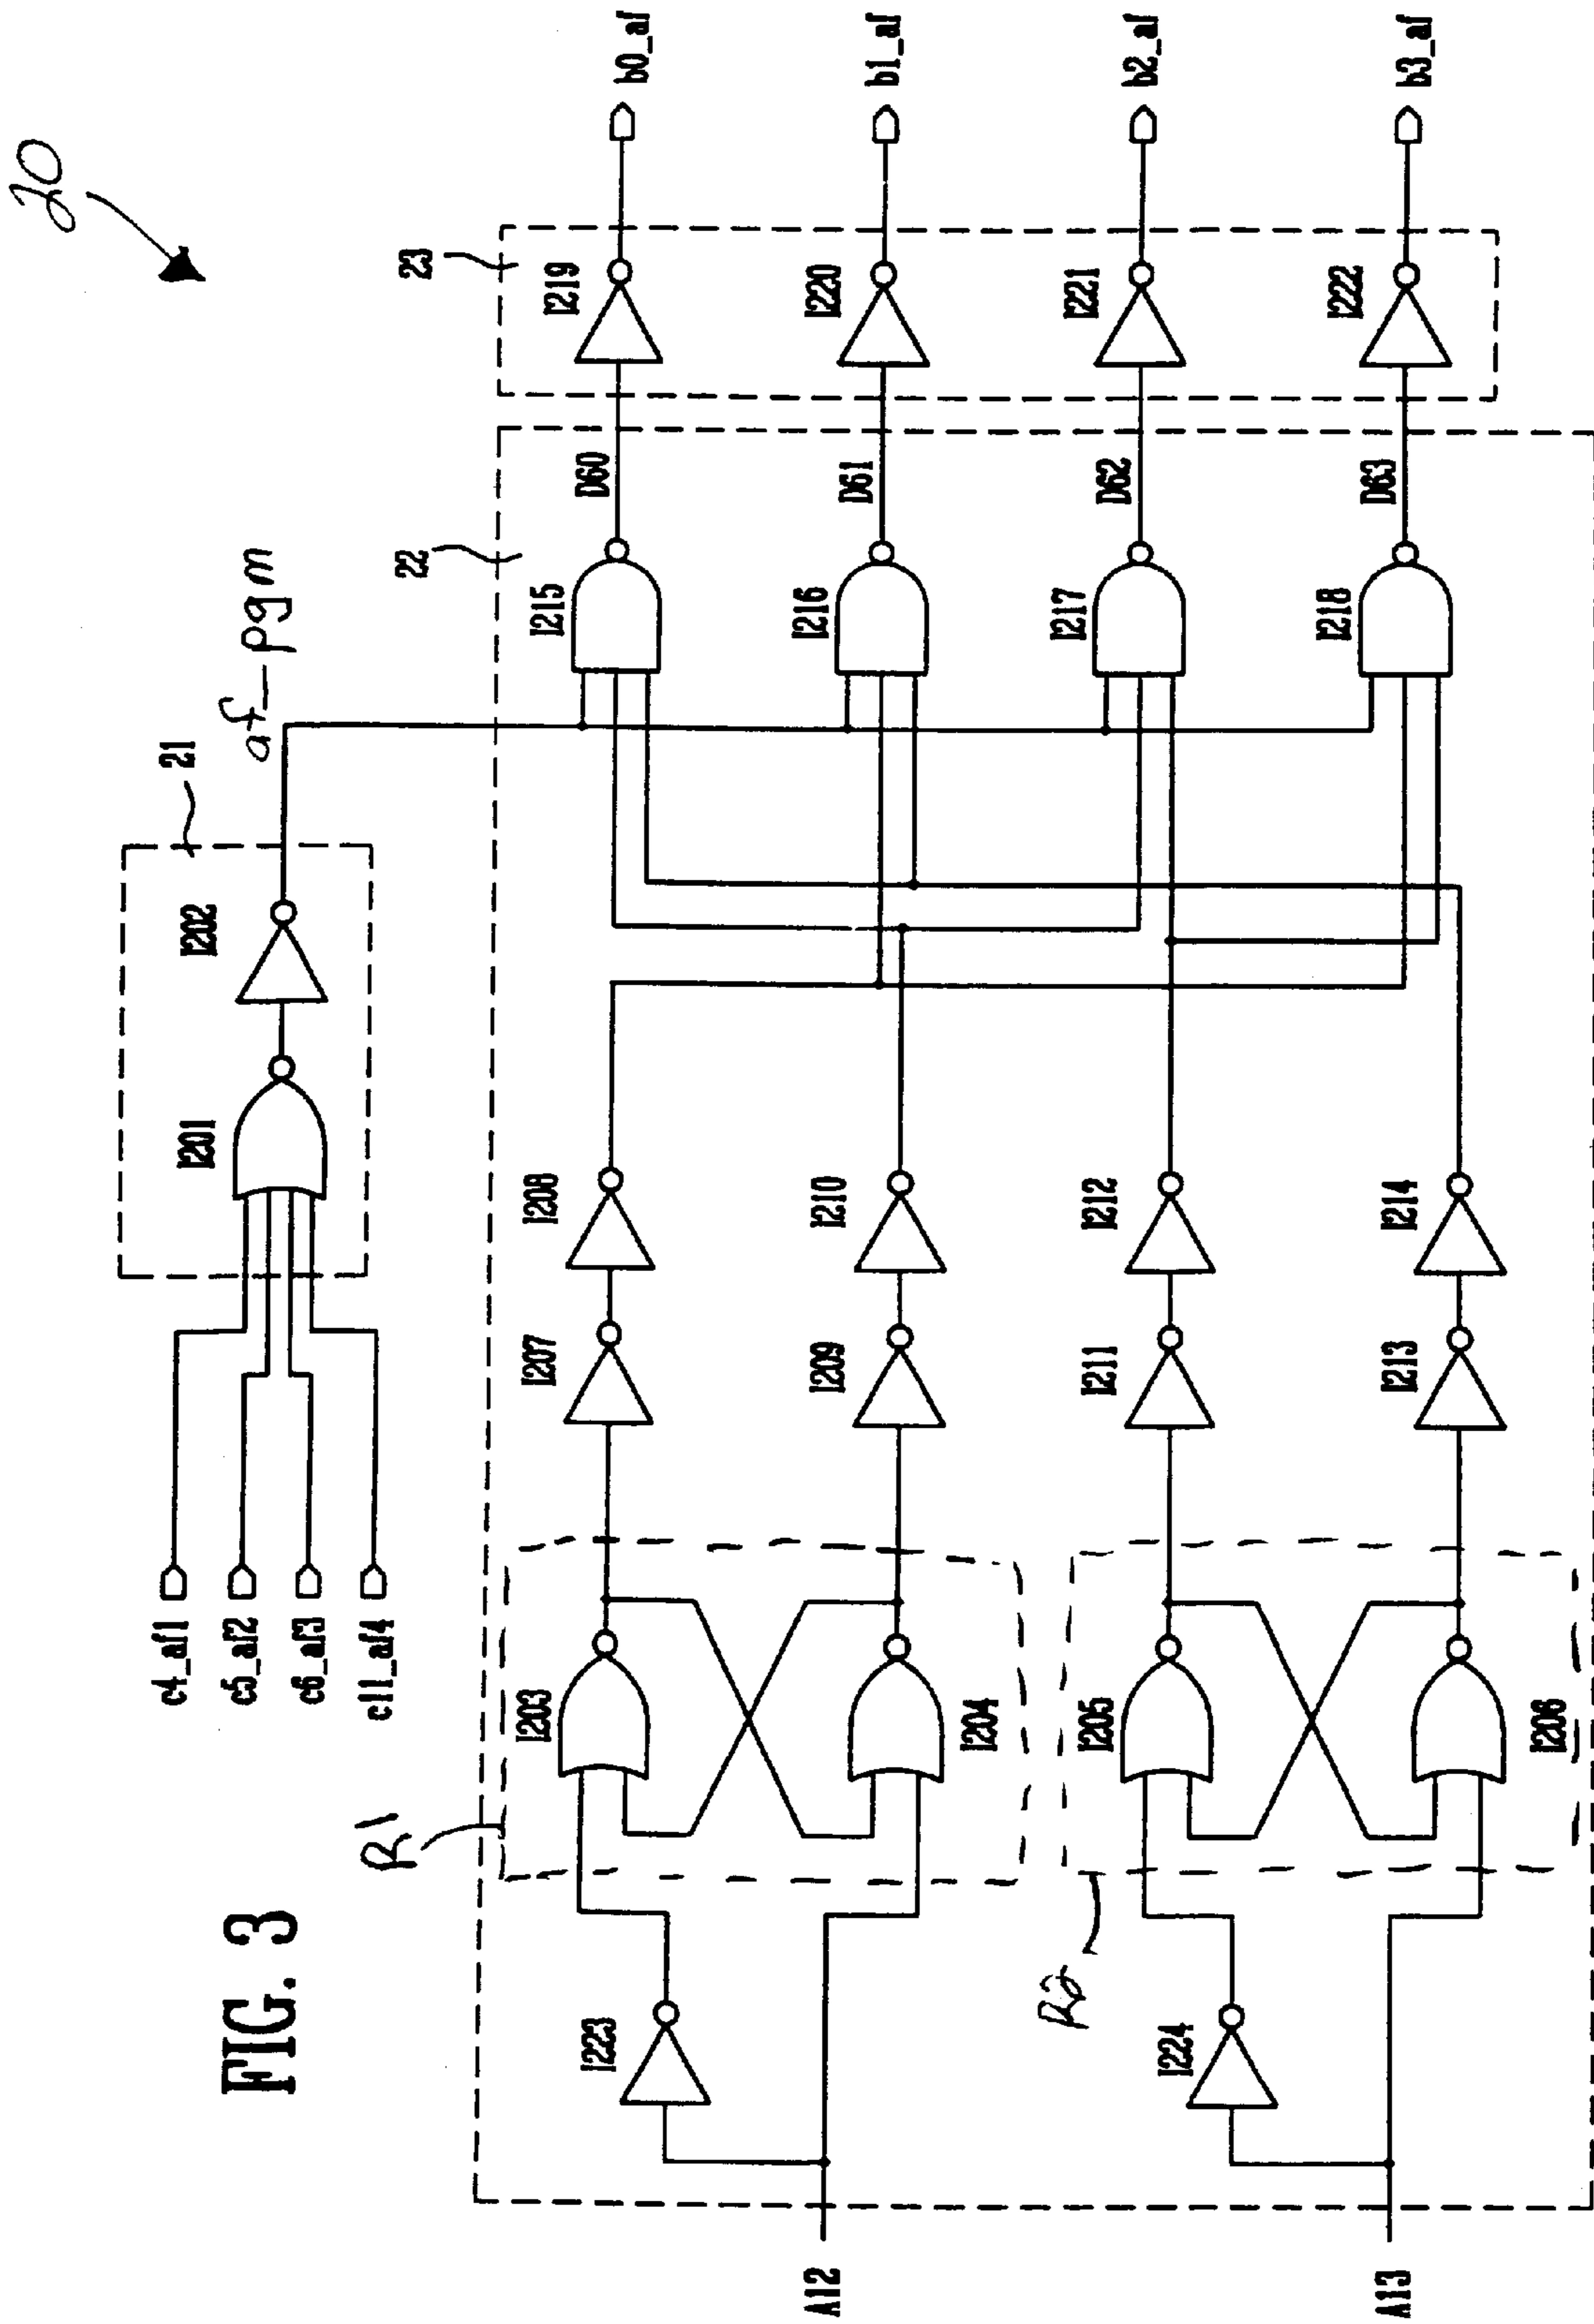 FIG. 3
20
c4_af1
c5_af2
c6_af3
c11_af4
I201
I202
21
af_pgm
22
23
R1
R2
A12
A13
I223
I224
I203
I204
I205
I206
I207
I208
I209
I210
I211
I212
I213
I214
I215
I216
I217
I218
D60
D61
D62
D63
I219
I220
I221
I222
b0_af
b1_af
b2_af
b3_af